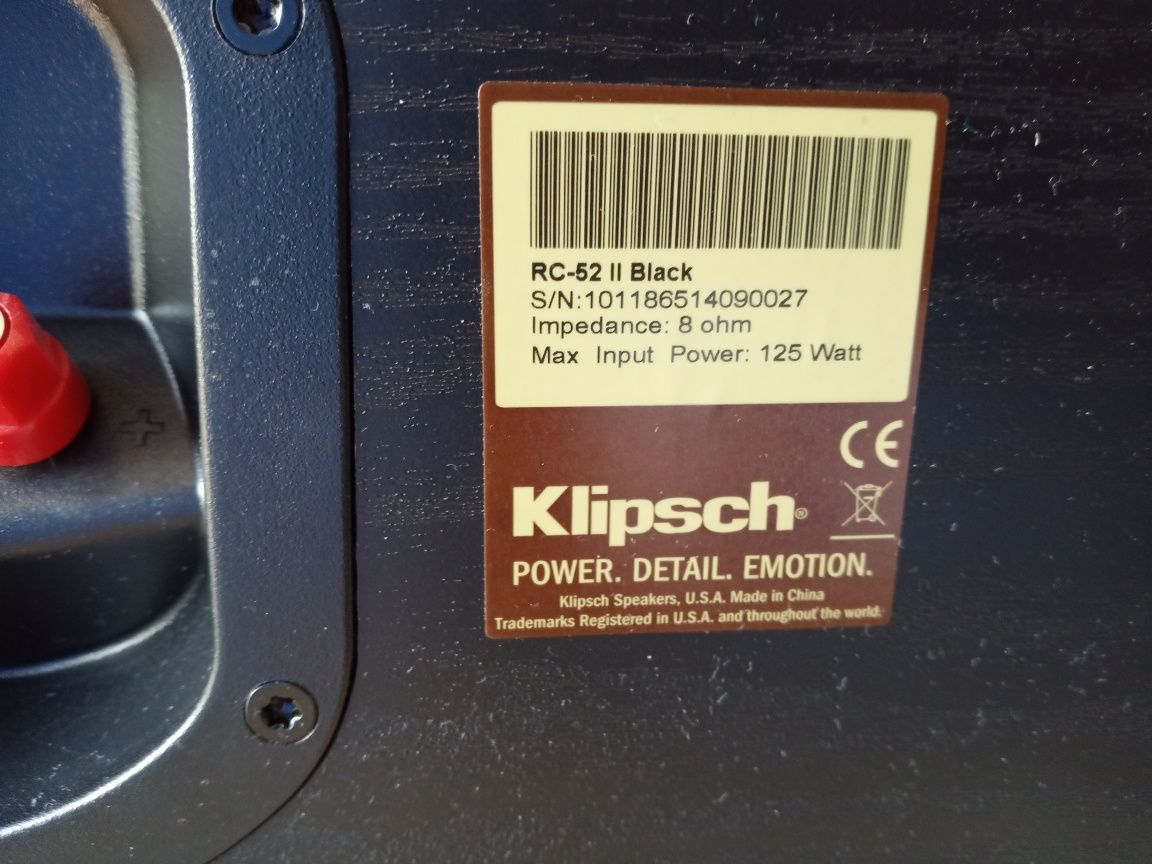 RC-52 II Black
S/N:101186514090027
Impedance: 8 ohm
Max Input Power: 125 Watt
CE
Klipsch®
POWER. DETAIL. EMOTION.
Klipsch Speakers, U.S.A. Made in China
Trademarks Registered in U.S.A. and throughout the world.
+